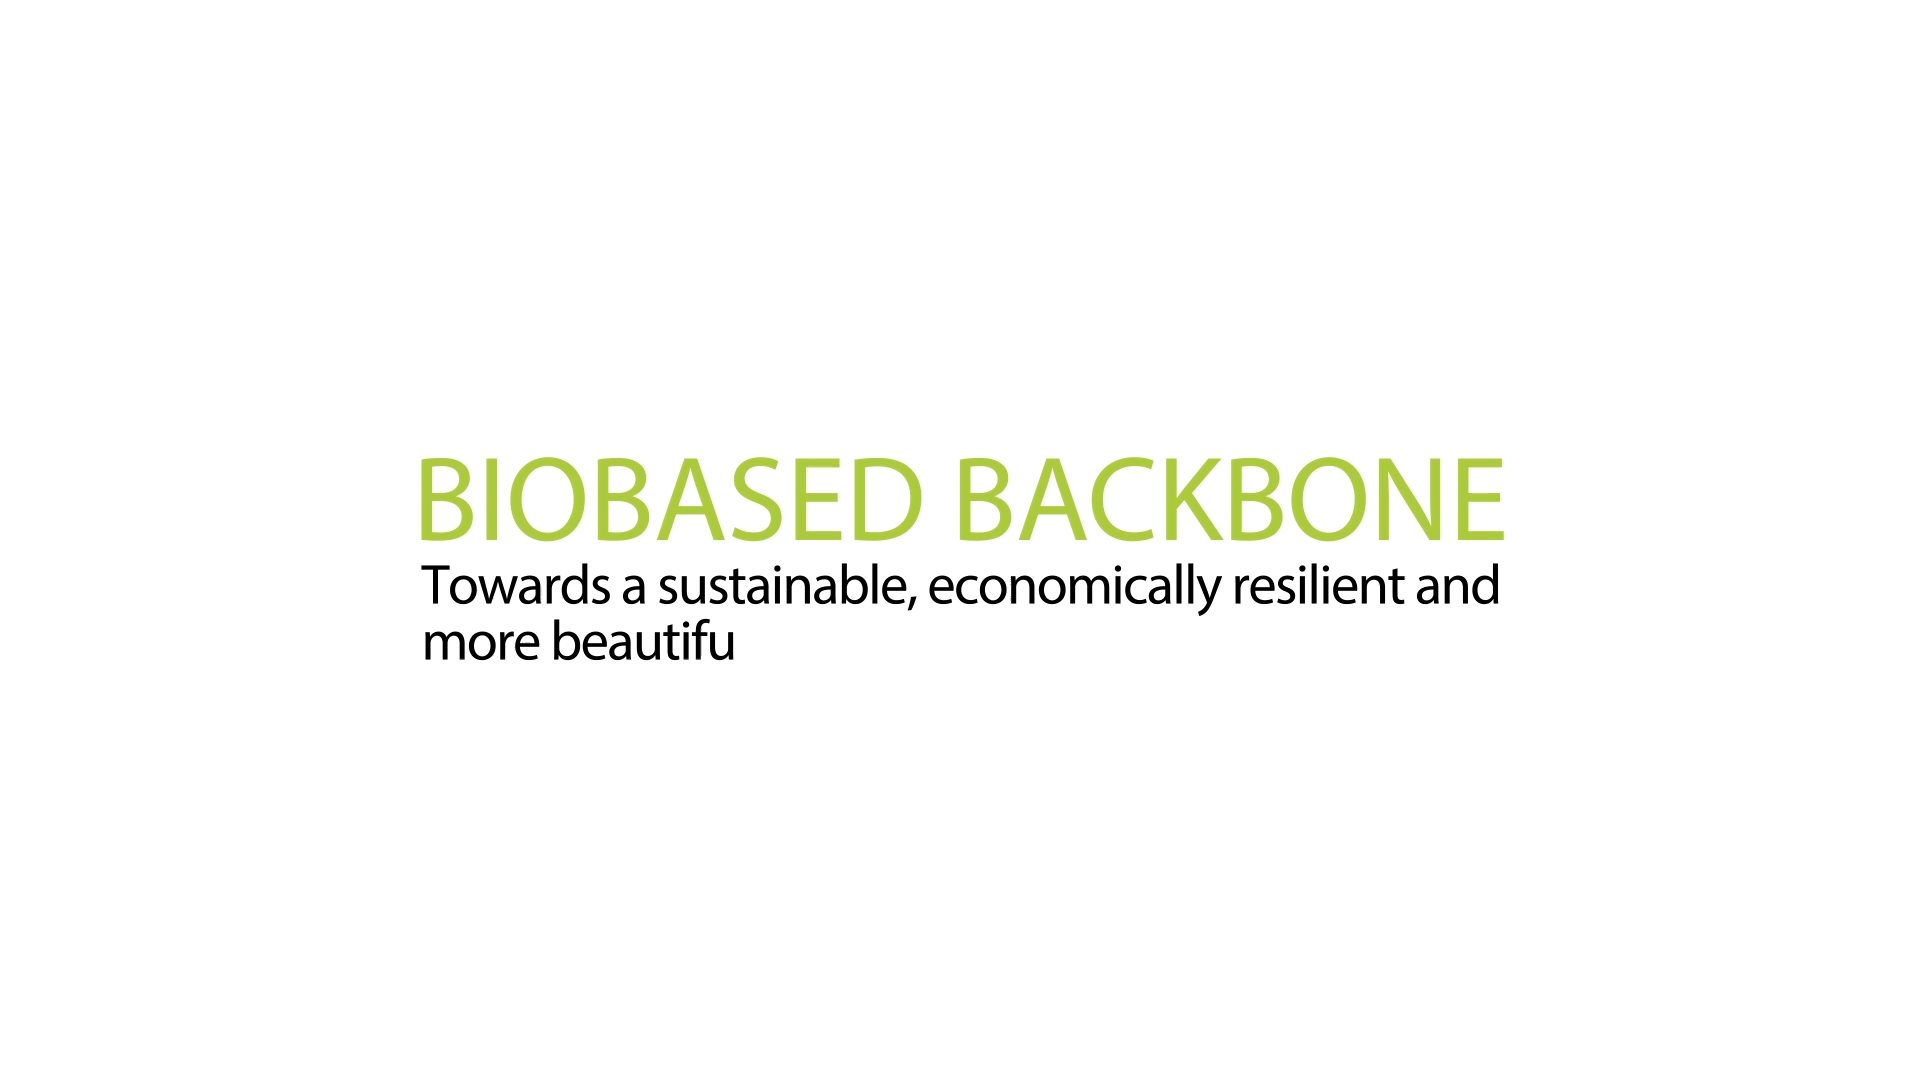 BIOBASED BACKBONE
Towards a sustainable, economically resilient and
more beautifu